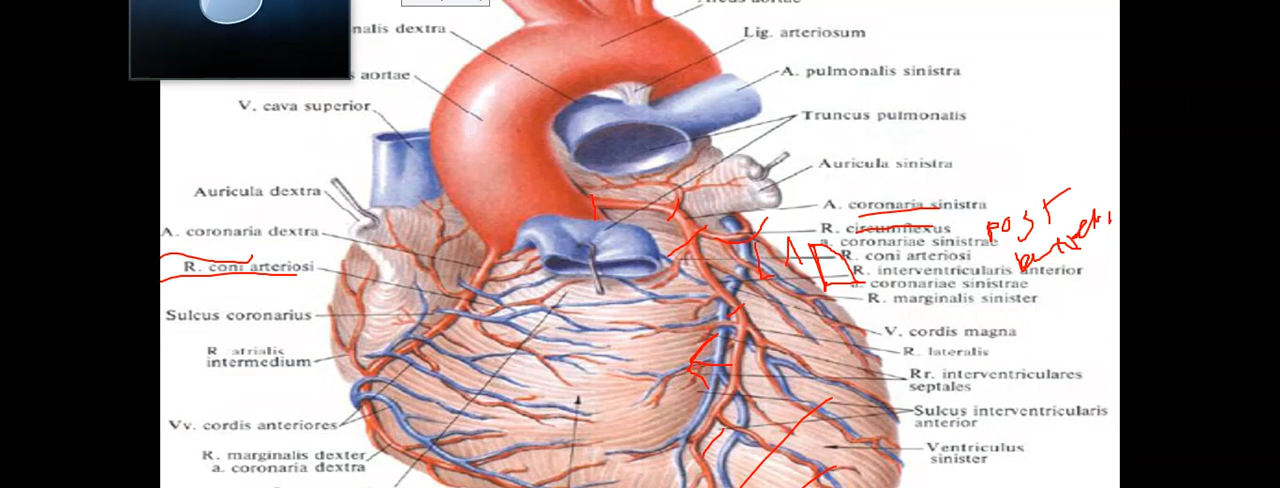 Arcus aortae
nalis dextra
Lig. arteriosum
s aortae
A. pulmonalis sinistra
V. cava superior
Truncus pulmonalis
Auricula sinistra
Auricula dextra
A. coronaria sinistra
A. coronaria dextra
R. circumflexus
a. coronariae sinistrae
R. coni arteriosi
R. coni arteriosi
R. interventricularis anterior
a. coronariae sinistrae
R. marginalis sinister
LAD
post
Sulcus coronarius
V. cordis magna
R. atrialis
intermedium
R. lateralis
Rr. interventriculares
septales
Sulcus interventricularis
anterior
Vv. cordis anteriores
Ventriculus
sinister
R. marginalis dexter
a. coronaria dextra